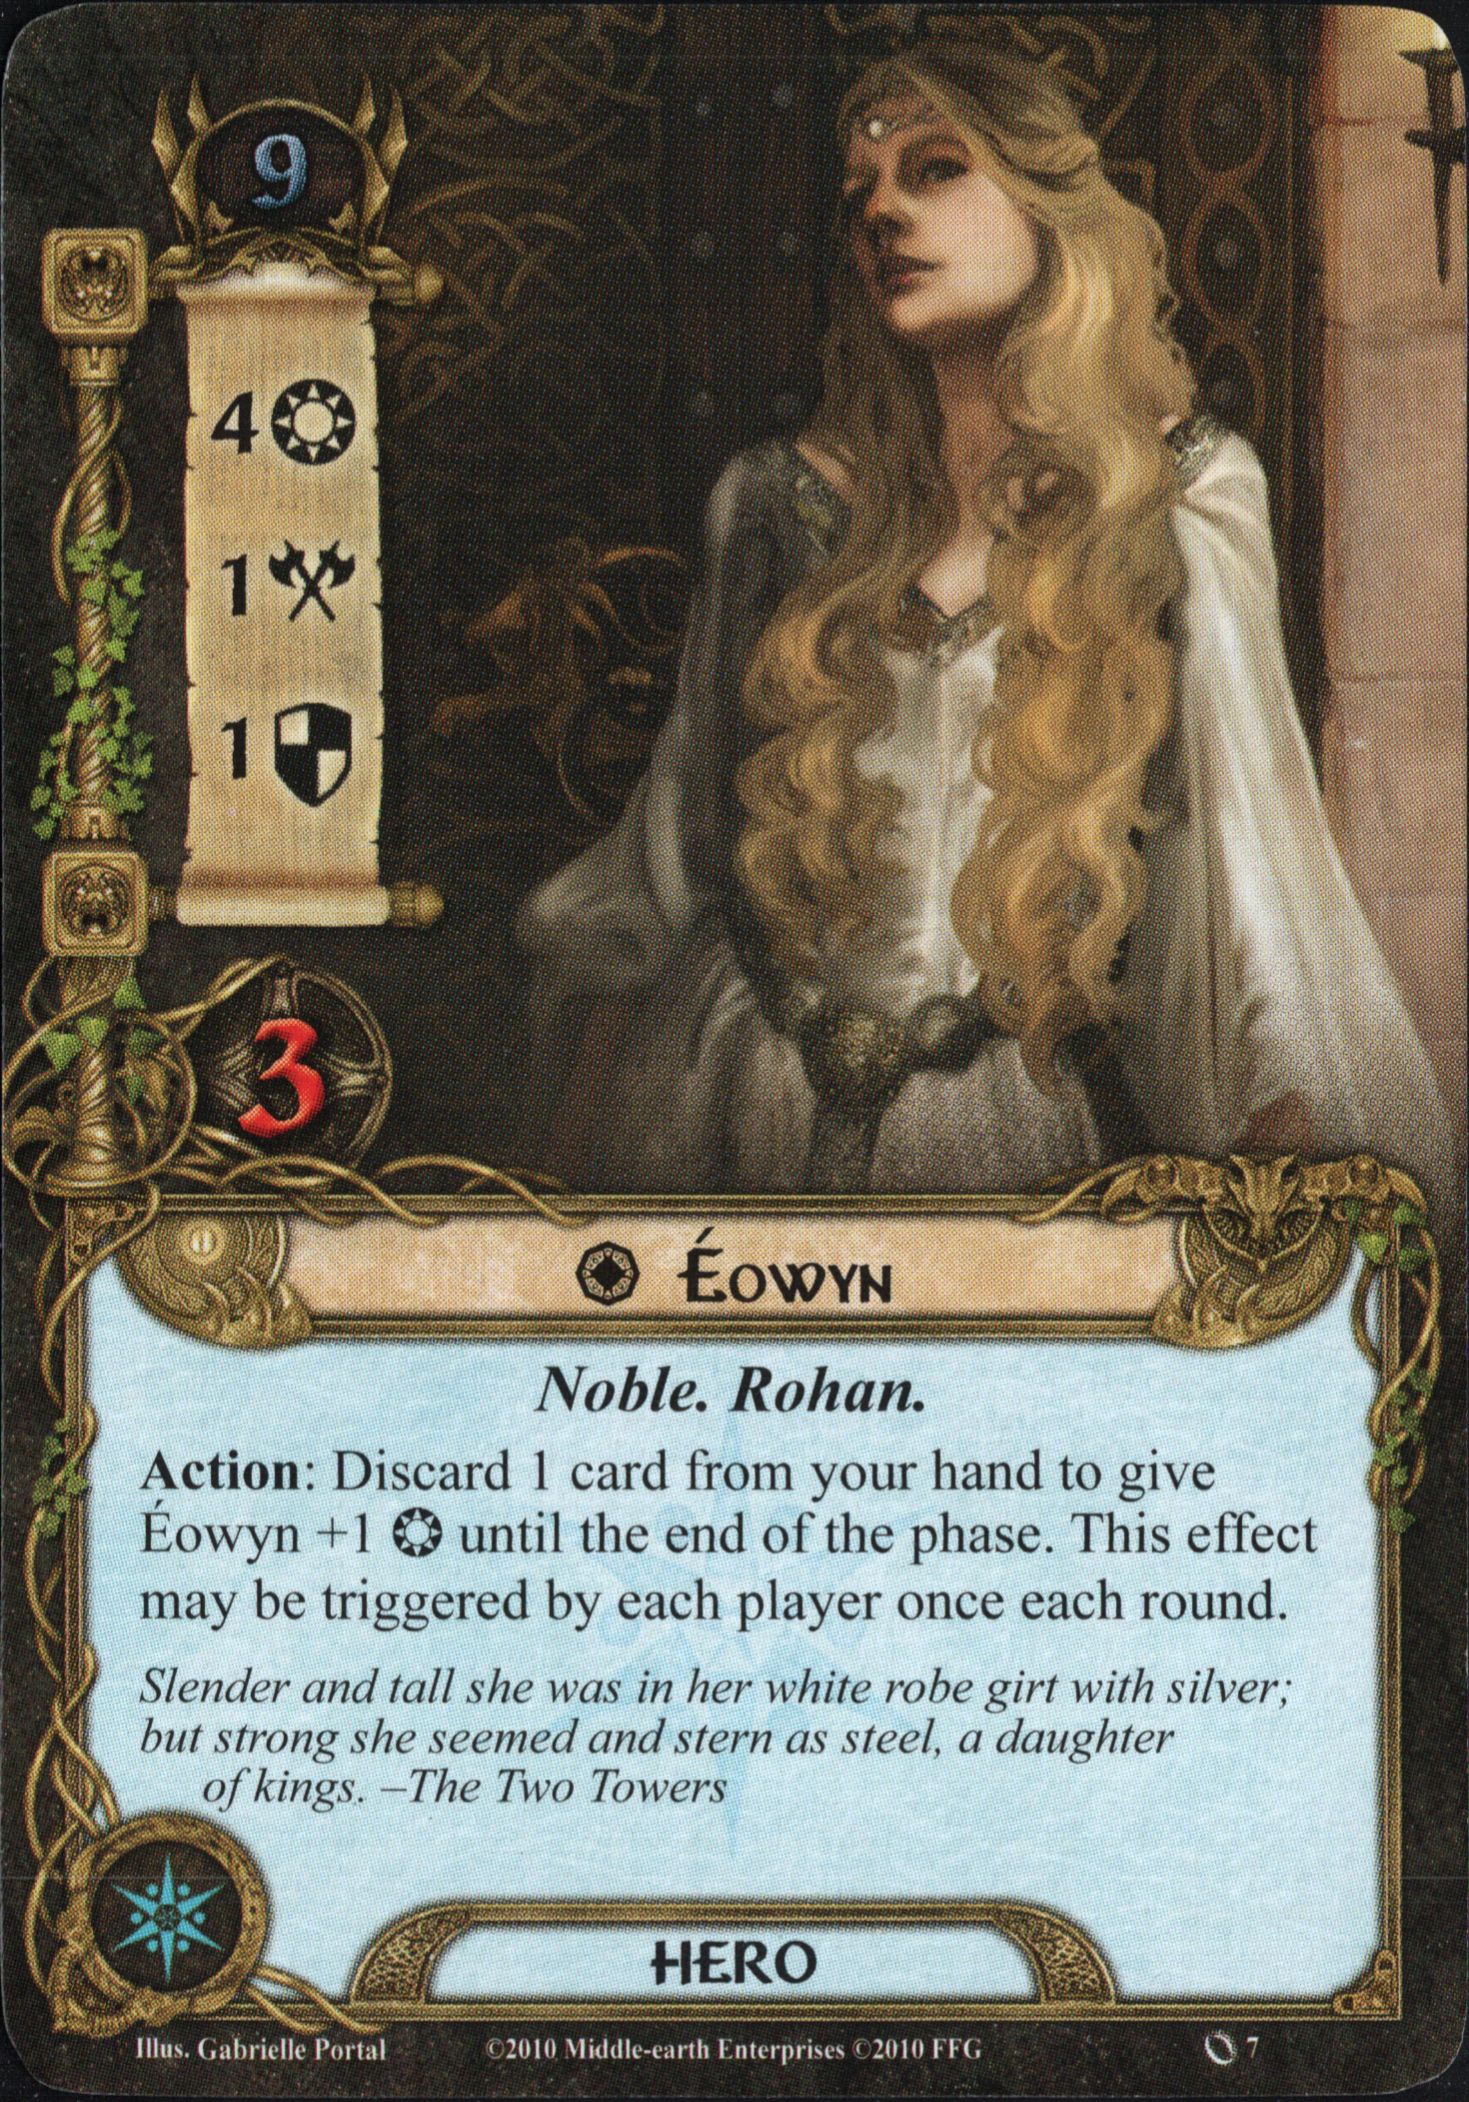 9
4
1
1
3
Éowyn
Noble. Rohan.
Action: Discard 1 card from your hand to give
Éowyn +1 until the end of the phase. This effect
may be triggered by each player once each round.
Slender and tall she was in her white robe girt with silver;
but strong she seemed and stern as steel, a daughter
of kings. –The Two Towers
HERO
Illus. Gabrielle Portal ©2010 Middle-earth Enterprises ©2010 FFG 7